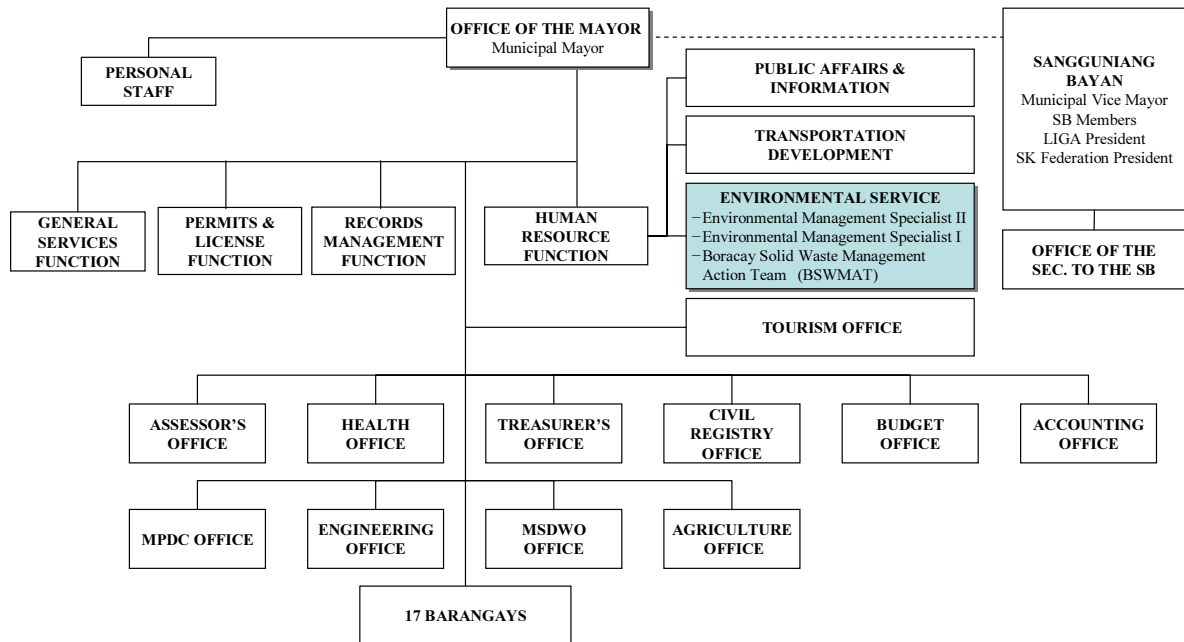 OFFICE OF THE MAYOR
Municipal Mayor
PERSONAL
STAFF
PUBLIC AFFAIRS &
INFORMATION
SANGGUNIANG
BAYAN
Municipal Vice Mayor
SB Members
LIGA President
SK Federation President
TRANSPORTATION
DEVELOPMENT
GENERAL
SERVICES
FUNCTION
PERMITS &
LICENSE
FUNCTION
RECORDS
MANAGEMENT
FUNCTION
HUMAN
RESOURCE
FUNCTION
ENVIRONMENTAL SERVICE
–Environmental Management Specialist II
–Environmental Management Specialist I
–Boracay Solid Waste Management
Action Team (BSWMAT)
OFFICE OF THE
SEC. TO THE SB
TOURISM OFFICE
ASSESSOR'S
OFFICE
HEALTH
OFFICE
TREASURER'S
OFFICE
CIVIL
REGISTRY
OFFICE
BUDGET
OFFICE
ACCOUNTING
OFFICE
MPDC OFFICE
ENGINEERING
OFFICE
MSDWO
OFFICE
AGRICULTURE
OFFICE
17 BARANGAYS